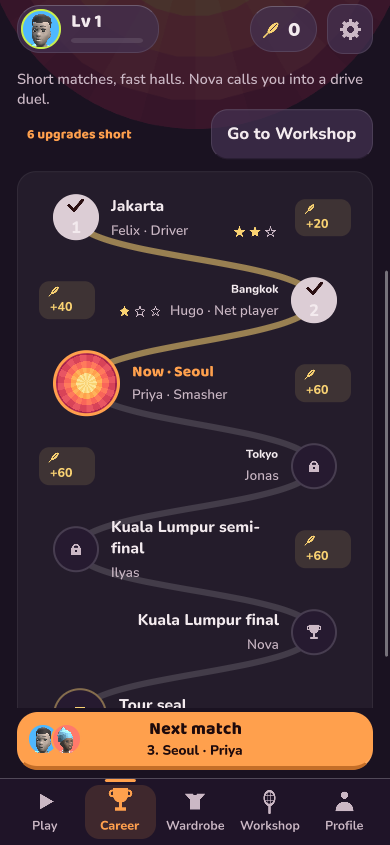 Lv 1
0
Short matches, fast halls. Nova calls you into a drive
duel.
6 upgrades short
Go to Workshop
Jakarta
1
Felix · Driver
+20
Bangkok
+40
Hugo · Net player
2
Now · Seoul
Priya · Smasher
+60
Tokyo
+60
Jonas
Kuala Lumpur semi-
final
+60
Ilyas
Kuala Lumpur final
Nova
Tour seal
Next match
3. Seoul · Priya
Play
Career
Wardrobe
Workshop
Profile